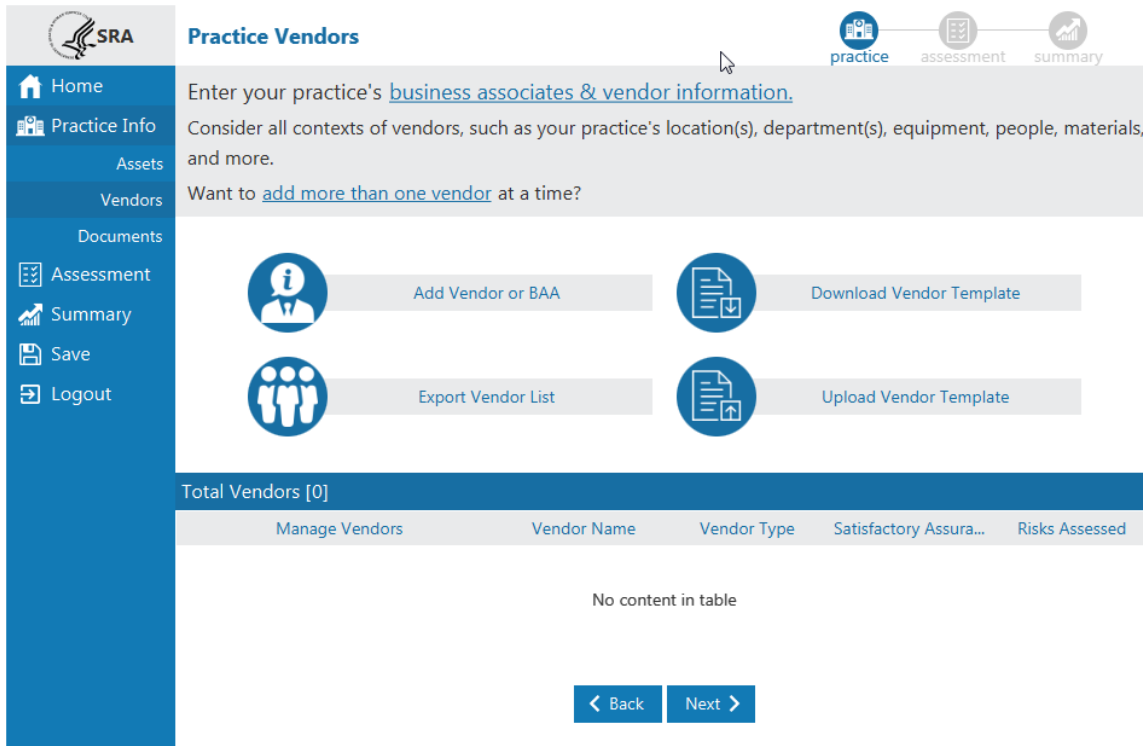 SRA
Practice Vendors
practice
assessment
summary
Home
Practice Info
Assets
Vendors
Documents
Assessment
Summary
Save
Logout
Enter your practice's business associates & vendor information.
Consider all contexts of vendors, such as your practice's location(s), department(s), equipment, people, materials,
and more.
Want to add more than one vendor at a time?
Add Vendor or BAA
Download Vendor Template
Export Vendor List
Upload Vendor Template
Total Vendors [0]
Manage Vendors Vendor Name Vendor Type Satisfactory Assura... Risks Assessed
No content in table
Back
Next